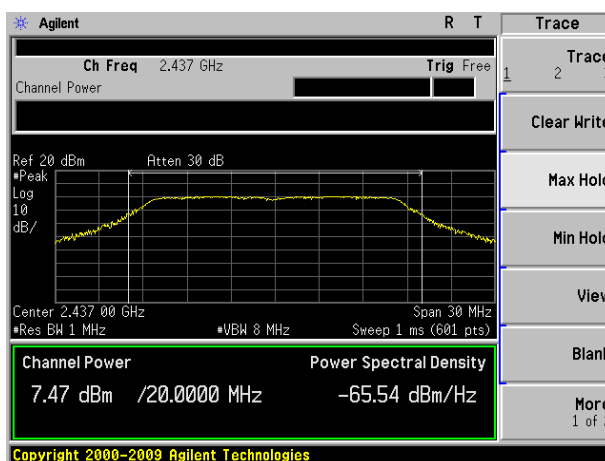 Agilent R T Trace
Ch Freq 2.437 GHz Trig Free
Channel Power
Trace
1 2
Clear Write
Max Hold
Min Hold
View
Blank
More
1 of
Ref 20 dBm Atten 30 dB
#Peak
Log
10
dB/
Center 2.437 00 GHz Span 30 MHz
#Res BW 1 MHz #VBW 8 MHz Sweep 1 ms (601 pts)
Channel Power Power Spectral Density
7.47 dBm /20.0000 MHz -65.54 dBm/Hz
Copyright 2000-2009 Agilent Technologies